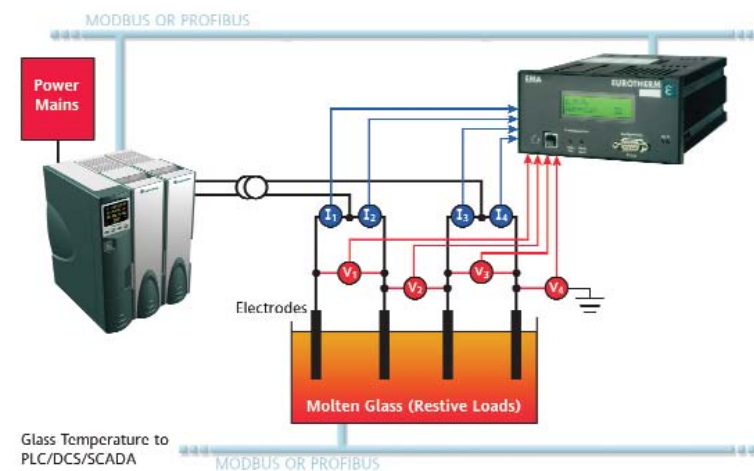 MODBUS OR PROFIBUS
Power
Mains
EMA
EUROTHERM
I1
I2
I3
I4
V1
V2
V3
V4
Electrodes
Molten Glass (Restive Loads)
Glass Temperature to
PLC/DCS/SCADA
MODBUS OR PROFIBUS